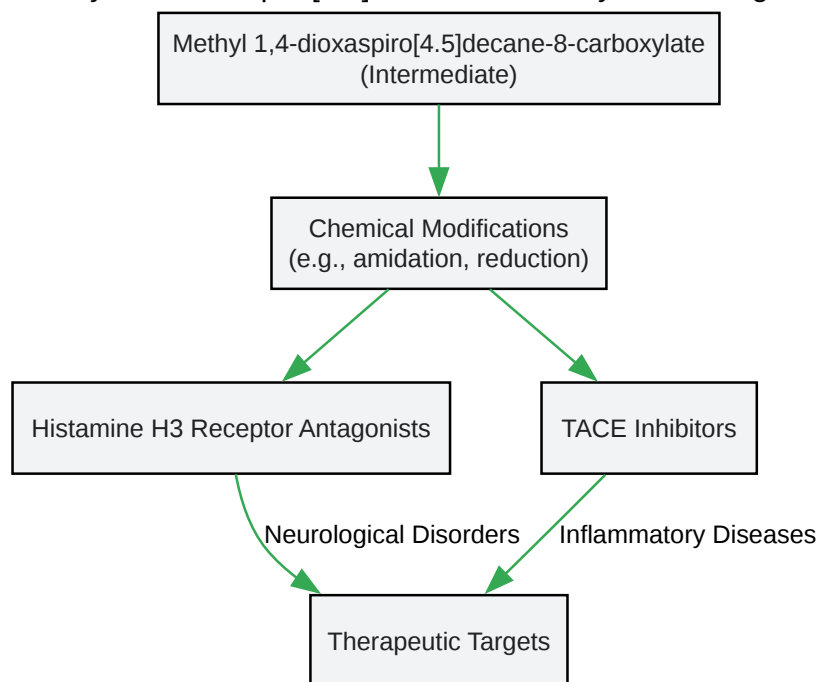 Methyl 1,4-dioxaspiro[4.5]decane-8-carboxylate
(Intermediate)
Chemical Modifications
(e.g., amidation, reduction)
Histamine H3 Receptor Antagonists
TACE Inhibitors
Neurological Disorders
Inflammatory Diseases
Therapeutic Targets